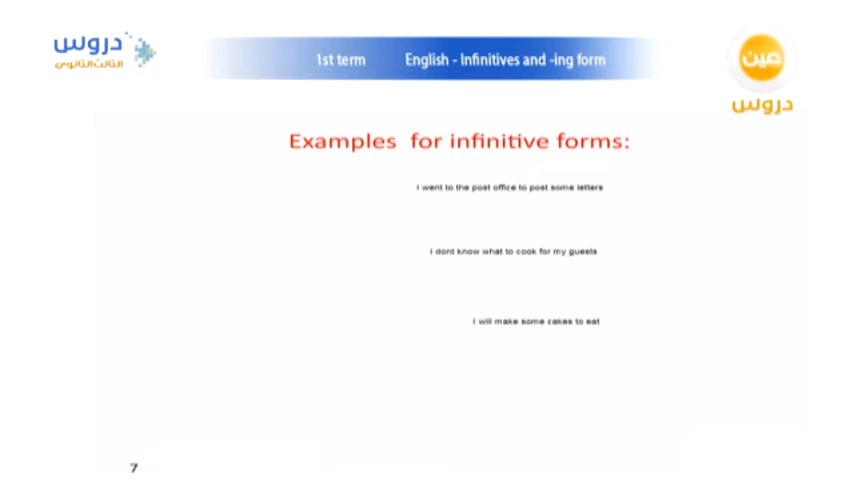 دروس
الثالث الثانوي
1st term English - Infinitives and -ing form
عين
دروس
Examples for infinitive forms:
I went to the post office to post some letters
I dont know what to cook for my guests
I will make some cakes to eat
7